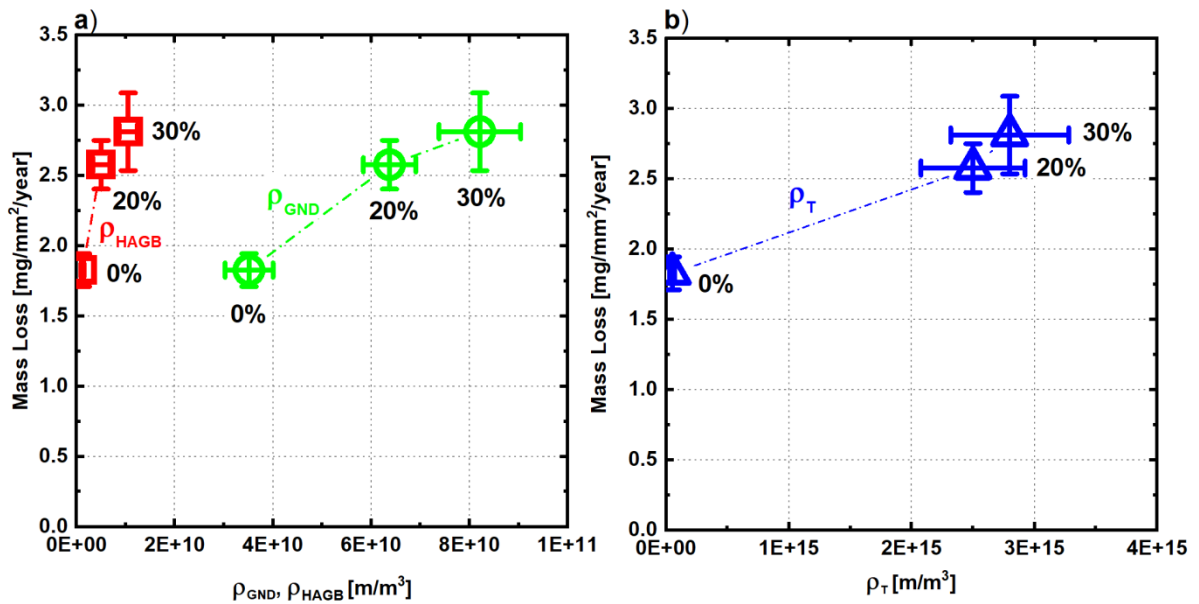 a)
Mass Loss [mg/mm²/year]
3.5
3.0
2.5
2.0
1.5
1.0
0.5
0.0
30%
20%
ρHAGB
0%
ρGND
20%
30%
0%
0E+00 2E+10 4E+10 6E+10 8E+10 1E+11
ρGND, ρHAGB [m/m³]
b)
Mass Loss [mg/mm²/year]
3.5
3.0
2.5
2.0
1.5
1.0
0.5
0.0
30%
20%
ρT
0%
0E+00 1E+15 2E+15 3E+15 4E+15
ρT [m/m³]